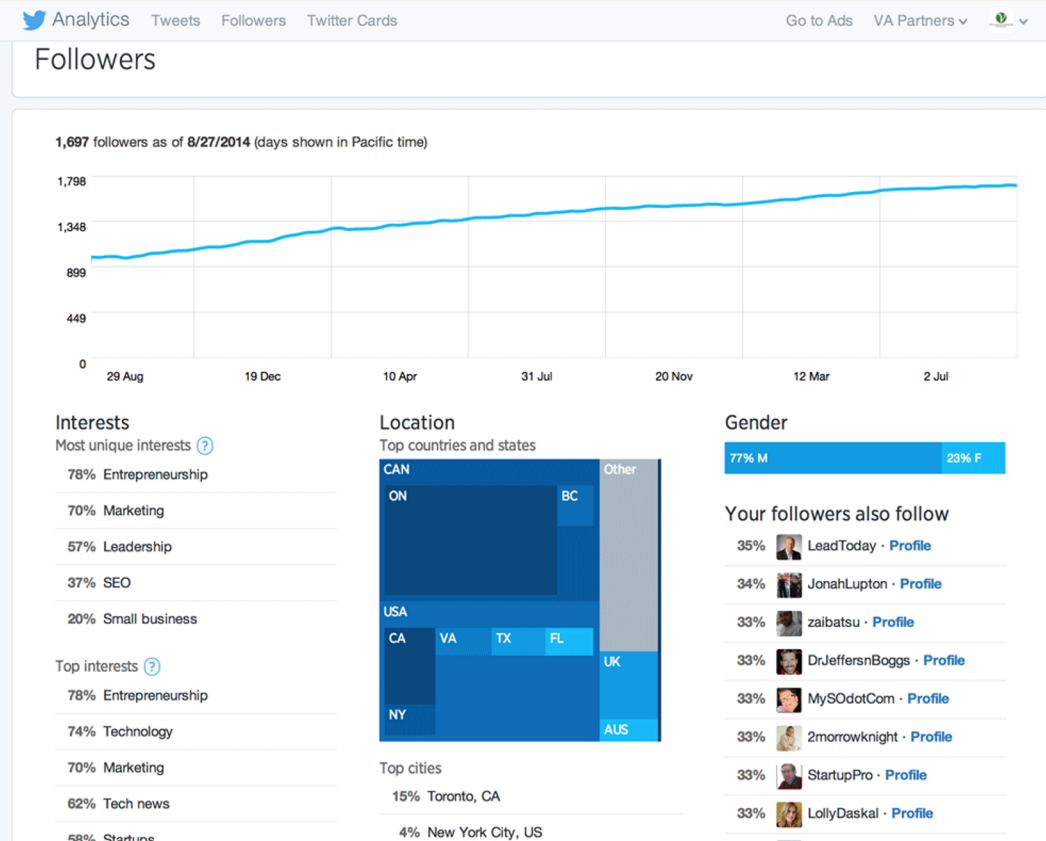 Analytics Tweets Followers Twitter Cards Go to Ads VA Partners
Followers
1,697 followers as of 8/27/2014 (days shown in Pacific time)
1,798
1,348
899
449
0
29 Aug 19 Dec 10 Apr 31 Jul 20 Nov 12 Mar 2 Jul
Interests
Most unique interests ?
78% Entrepreneurship
70% Marketing
57% Leadership
37% SEO
20% Small business
Top interests ?
78% Entrepreneurship
74% Technology
70% Marketing
62% Tech news
58% Startups
Location
Top countries and states
CAN Other
ON BC
USA
CA VA TX FL
UK
NY
AUS
Top cities
15% Toronto, CA
4% New York City, US
Gender
77% M 23% F
Your followers also follow
35% LeadToday · Profile
34% JonahLupton · Profile
33% zaibatsu · Profile
33% DrJeffersnBoggs · Profile
33% MySOdotCom · Profile
33% 2morrowknight · Profile
33% StartupPro · Profile
33% LollyDaskal · Profile